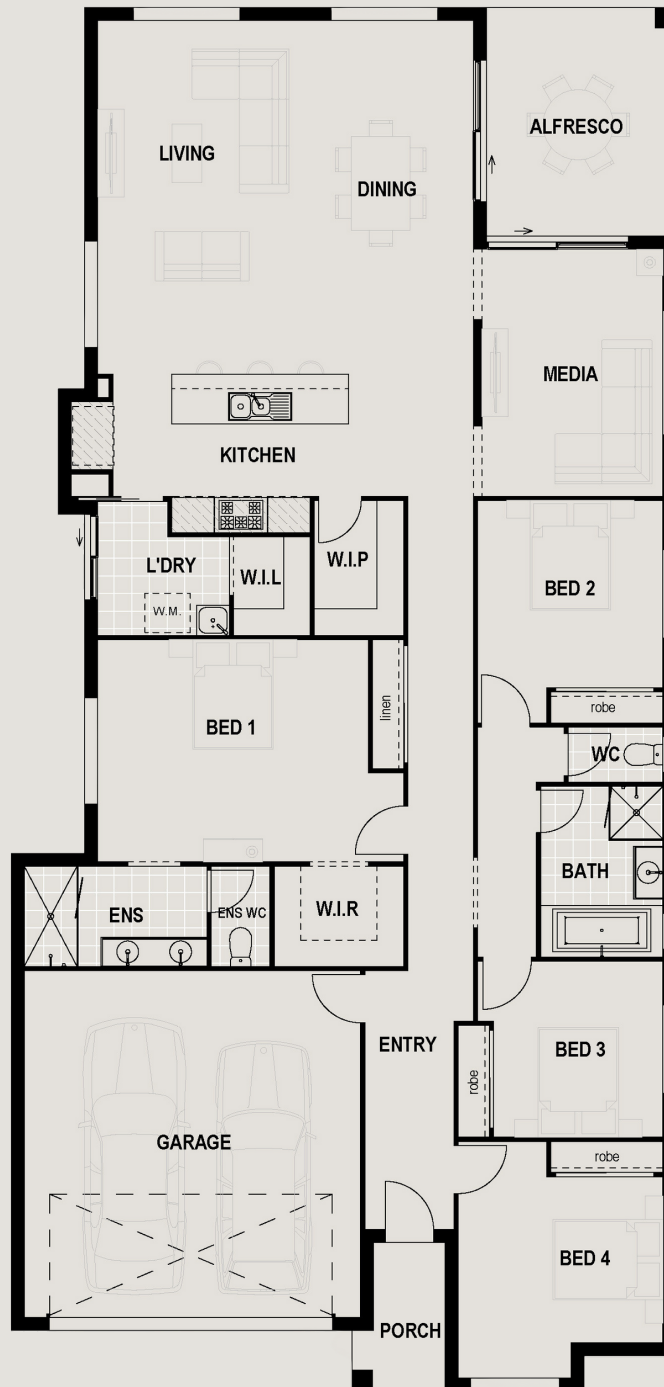 ALFRESCO
LIVING
DINING
MEDIA
KITCHEN
L'DRY
W.I.L
W.I.P
W.M.
BED 2
robe
linen
BED 1
WC
BATH
ENS
ENS WC
W.I.R
ENTRY
BED 3
robe
GARAGE
robe
BED 4
PORCH